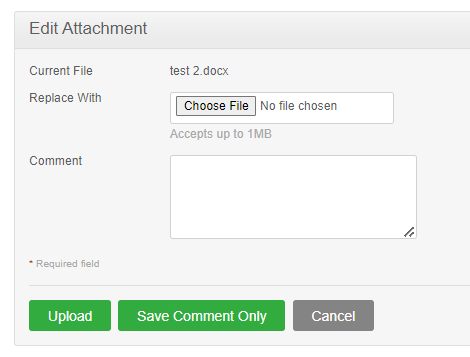 Edit Attachment
Current File test 2.docx
Replace With Choose File No file chosen
Accepts up to 1MB
Comment
* Required field
Upload Save Comment Only Cancel